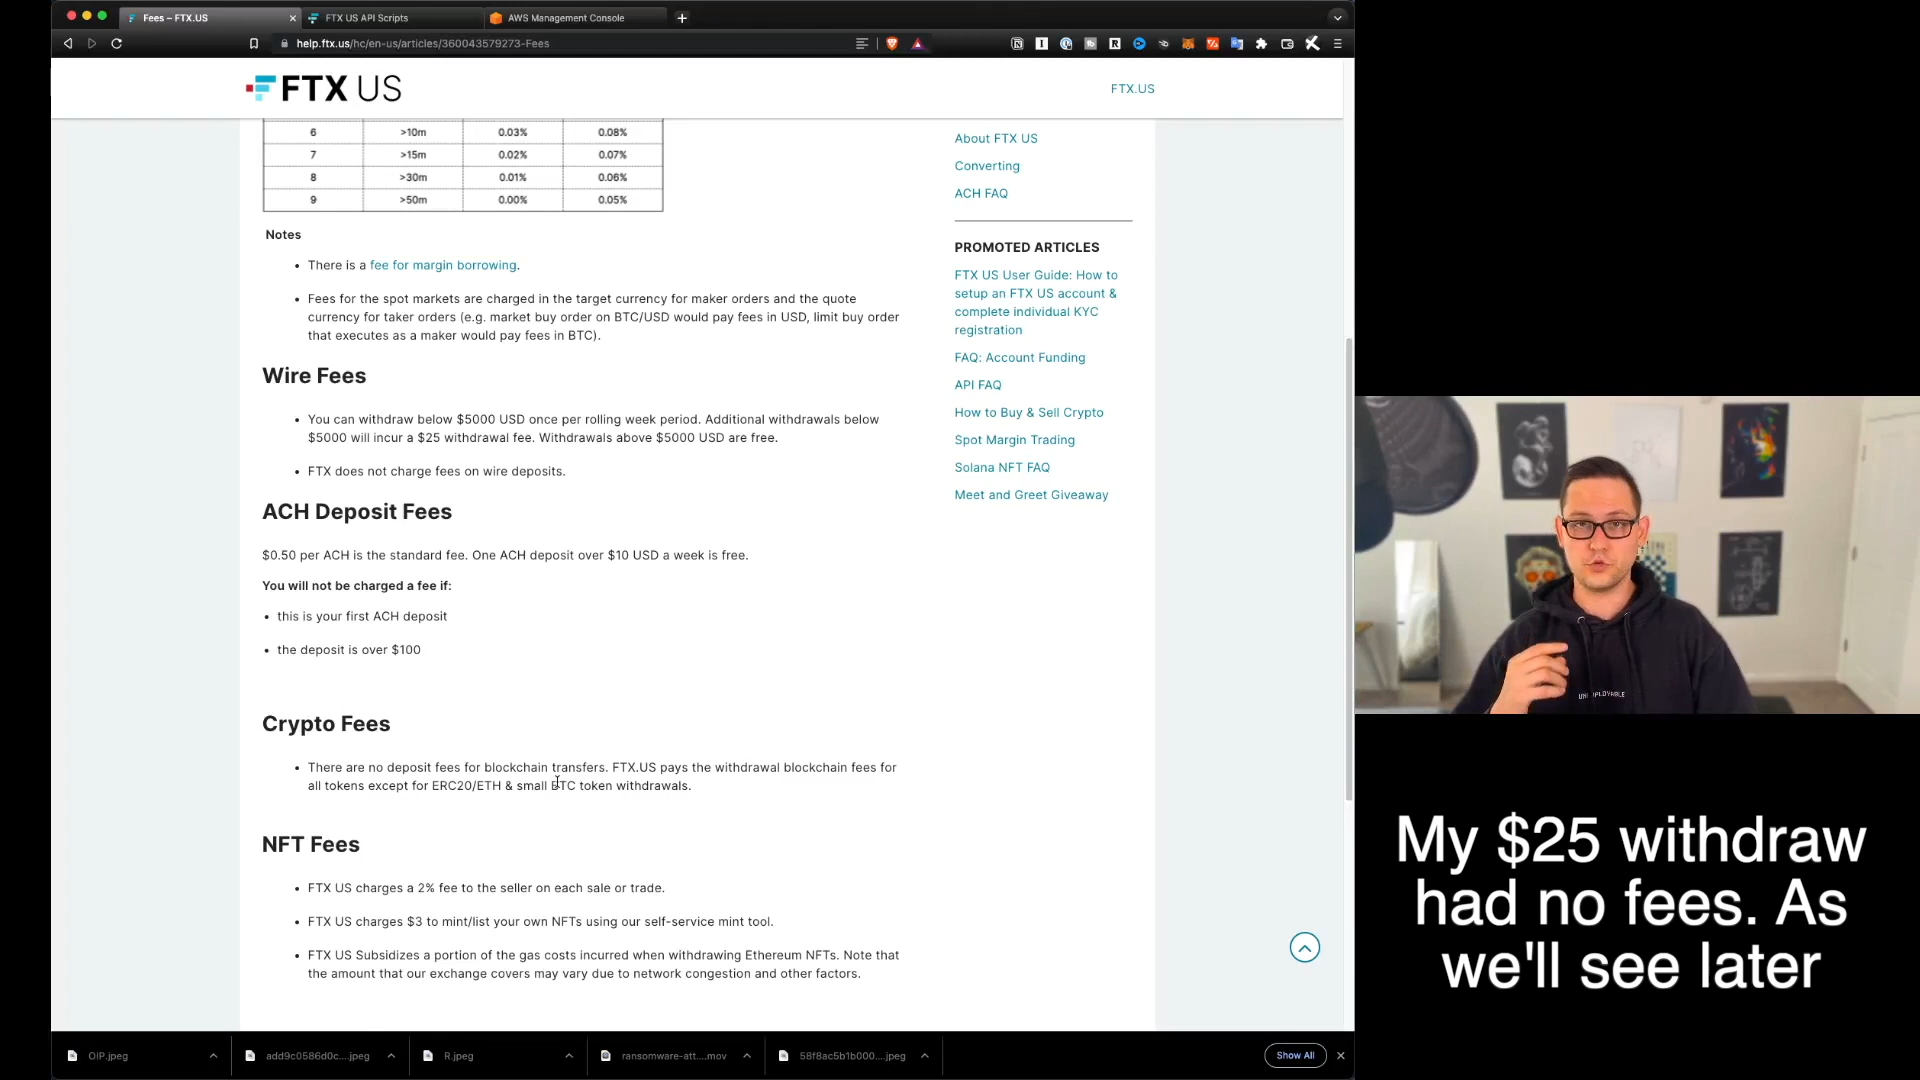 Fees – FTX.US
FTX US API Scripts
AWS Management Console
help.ftx.us/hc/en-us/articles/360043579273-Fees
FTX US
FTX.US
6 >10m 0.03% 0.08%
7 >15m 0.02% 0.07%
8 >30m 0.01% 0.06%
9 >50m 0.00% 0.05%
Notes
• There is a fee for margin borrowing.
• Fees for the spot markets are charged in the target currency for maker orders and the quote
currency for taker orders (e.g. market buy order on BTC/USD would pay fees in USD, limit buy order
that executes as a maker would pay fees in BTC).
Wire Fees
• You can withdraw below $5000 USD once per rolling week period. Additional withdrawals below
$5000 will incur a $25 withdrawal fee. Withdrawals above $5000 USD are free.
• FTX does not charge fees on wire deposits.
ACH Deposit Fees
$0.50 per ACH is the standard fee. One ACH deposit over $10 USD a week is free.
You will not be charged a fee if:
• this is your first ACH deposit
• the deposit is over $100
Crypto Fees
• There are no deposit fees for blockchain transfers. FTX.US pays the withdrawal blockchain fees for
all tokens except for ERC20/ETH & small BTC token withdrawals.
NFT Fees
• FTX US charges a 2% fee to the seller on each sale or trade.
• FTX US charges $3 to mint/list your own NFTs using our self-service mint tool.
• FTX US Subsidizes a portion of the gas costs incurred when withdrawing Ethereum NFTs. Note that
the amount that our exchange covers may vary due to network congestion and other factors.
About FTX US
Converting
ACH FAQ
PROMOTED ARTICLES
FTX US User Guide: How to
setup an FTX US account &
complete individual KYC
registration
FAQ: Account Funding
API FAQ
How to Buy & Sell Crypto
Spot Margin Trading
Solana NFT FAQ
Meet and Greet Giveaway
My $25 withdraw
had no fees. As
we'll see later
OIP.jpeg
add9c0586d0c....jpeg
R.jpeg
ransomware-att....mov
58f8ac5b1b000....jpeg
Show All